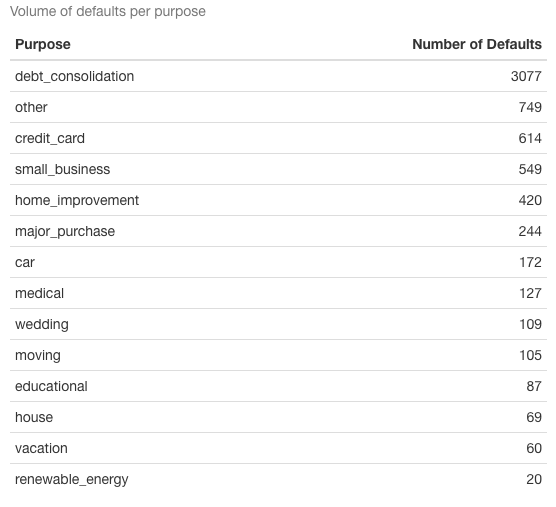 Volume of defaults per purpose
Purpose Number of Defaults
debt_consolidation 3077
other 749
credit_card 614
small_business 549
home_improvement 420
major_purchase 244
car 172
medical 127
wedding 109
moving 105
educational 87
house 69
vacation 60
renewable_energy 20